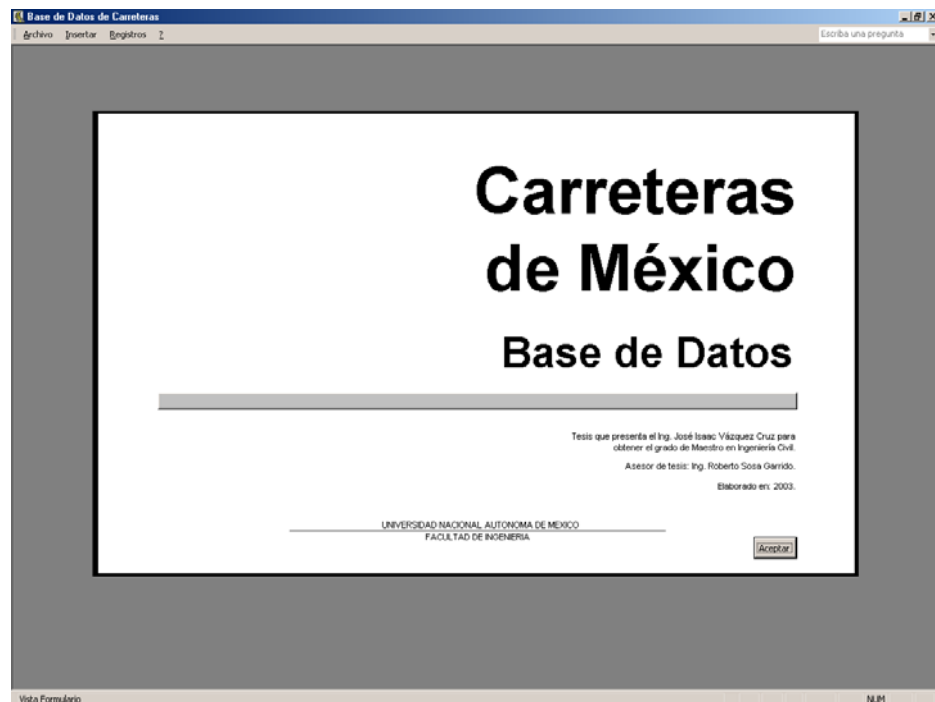 Base de Datos de Carreteras
Archivo Insertar Registros ? Escriba una pregunta
Carreteras
de México
Base de Datos
Tesis que presenta el Ing. José Isaac Vázquez Cruz para
obtener el grado de Maestro en Ingeniería Civil.
Asesor de tesis: Ing. Roberto Sosa Garrido.
Elaborado en: 2003.
UNIVERSIDAD NACIONAL AUTONOMA DE MEXICO
FACULTAD DE INGENIERIA
Aceptar
Vista Formulario NUM